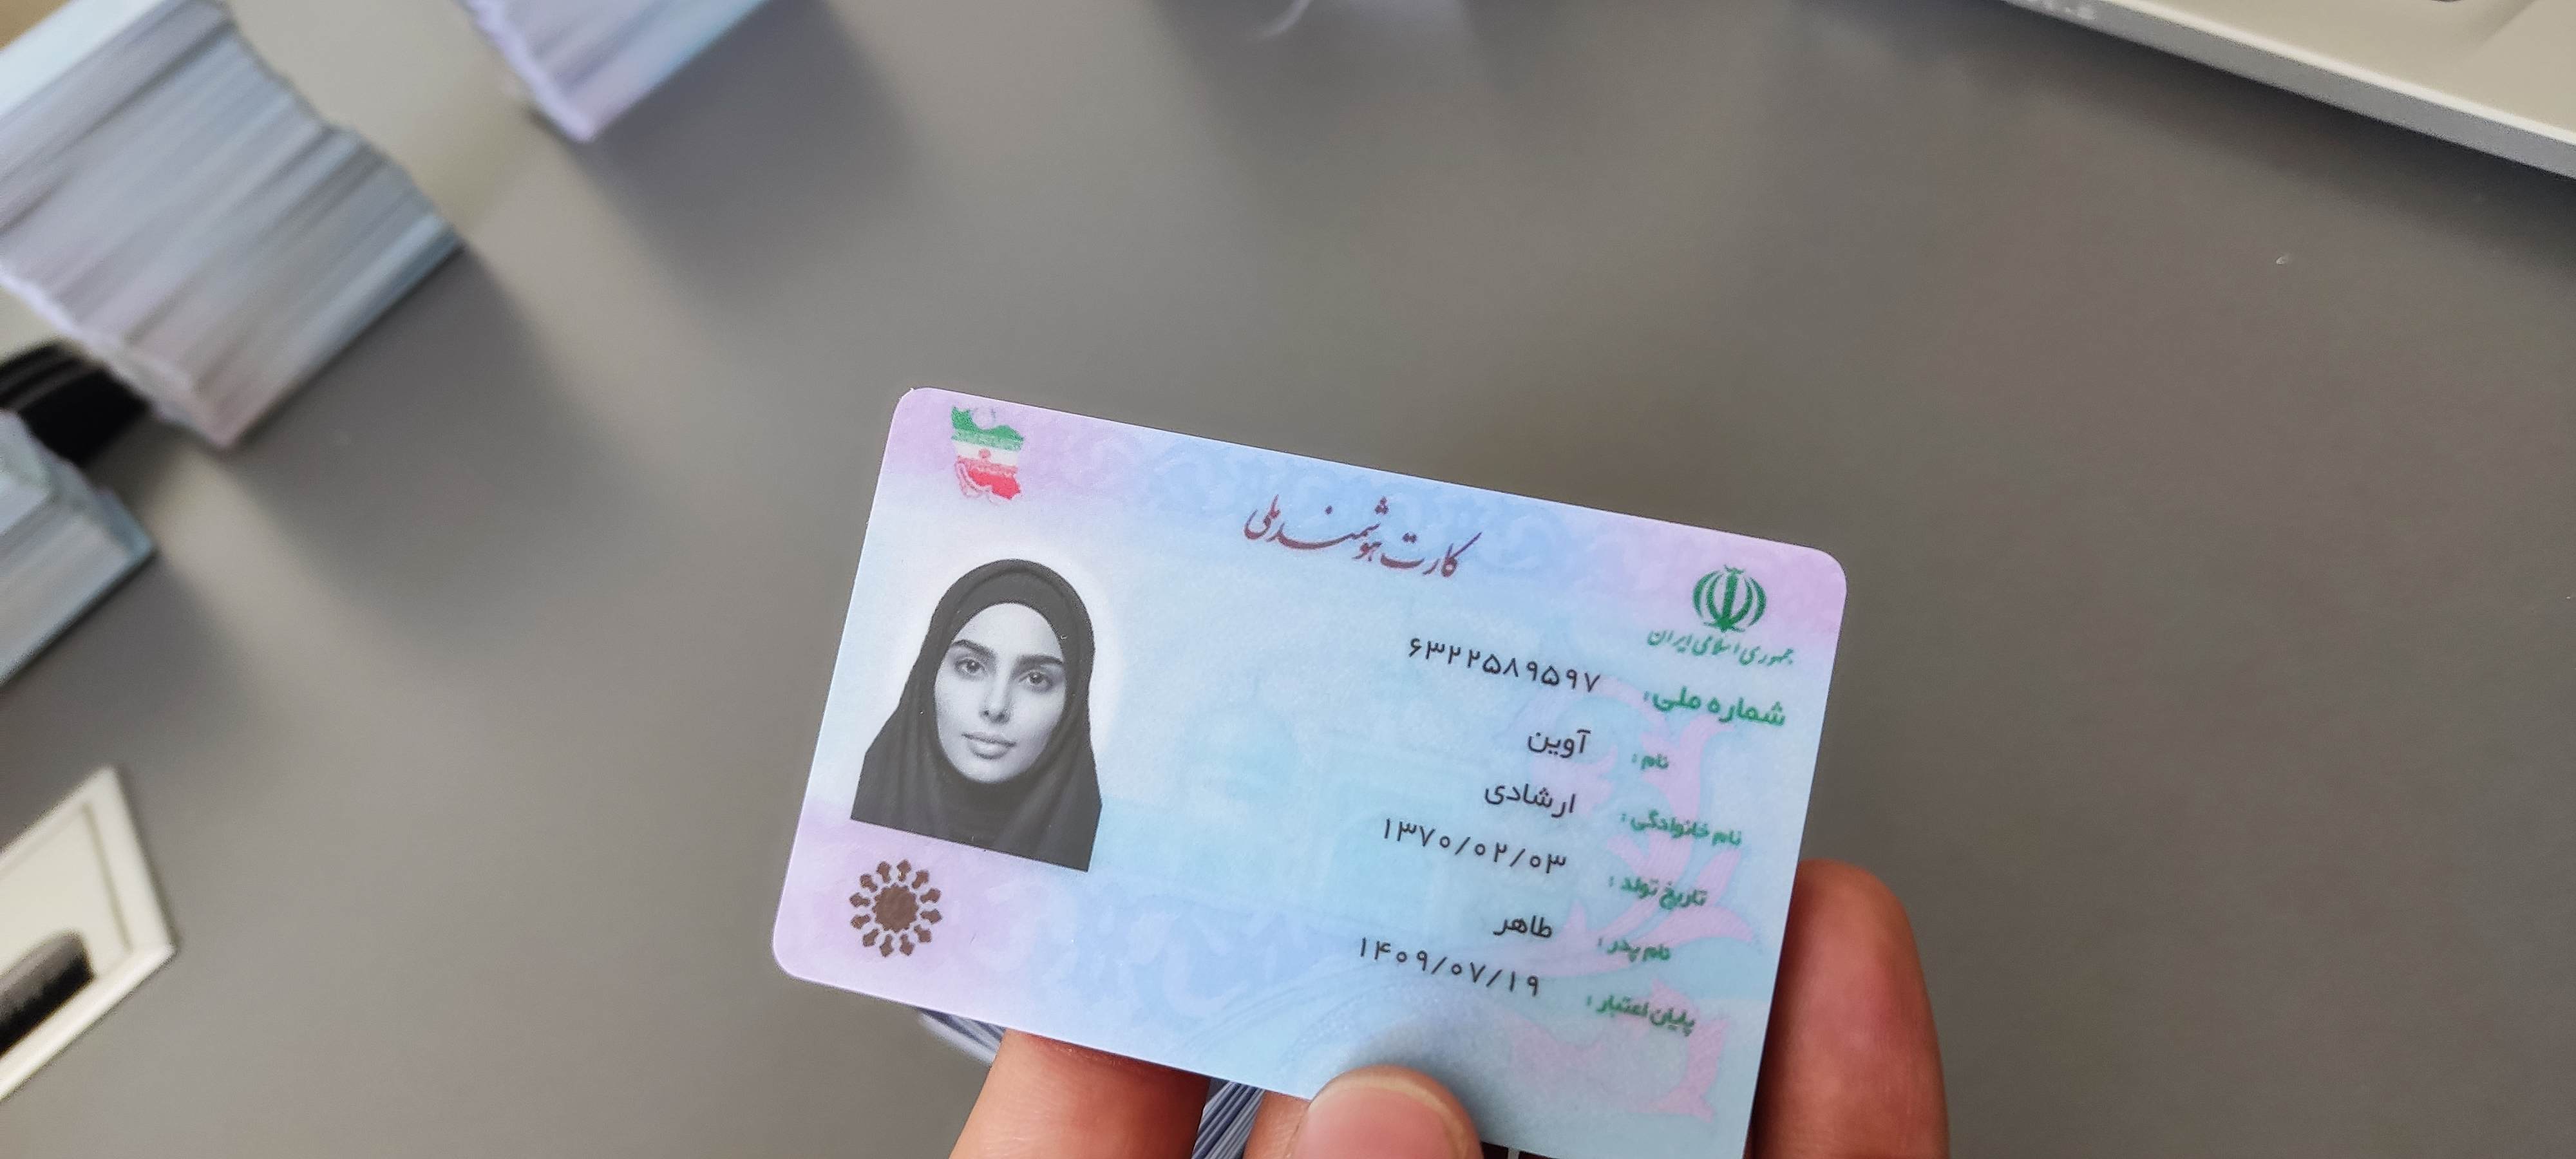 کارت هوشمند ملی
جمهوری اسلامی ایران
شماره ملی: ۶۳۲۲۵۸۹۵۹۷
نام: آوین
نام خانوادگی: ارشادی
تاریخ تولد: ۱۳۷۰/۰۲/۰۳
نام پدر: طاهر
پایان اعتبار: ۱۴۰۹/۰۷/۱۹